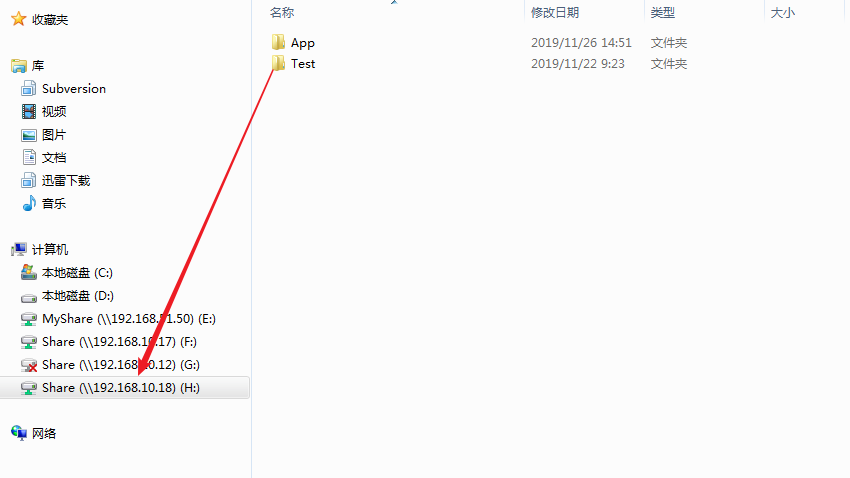 收藏夹
库
Subversion
视频
图片
文档
迅雷下载
音乐
计算机
本地磁盘 (C:)
本地磁盘 (D:)
MyShare (\\192.168.51.50) (E:)
Share (\\192.168.10.17) (F:)
Share (\\192.168.10.12) (G:)
Share (\\192.168.10.18) (H:)
网络
名称 修改日期 类型 大小
App 2019/11/26 14:51 文件夹
Test 2019/11/22 9:23 文件夹